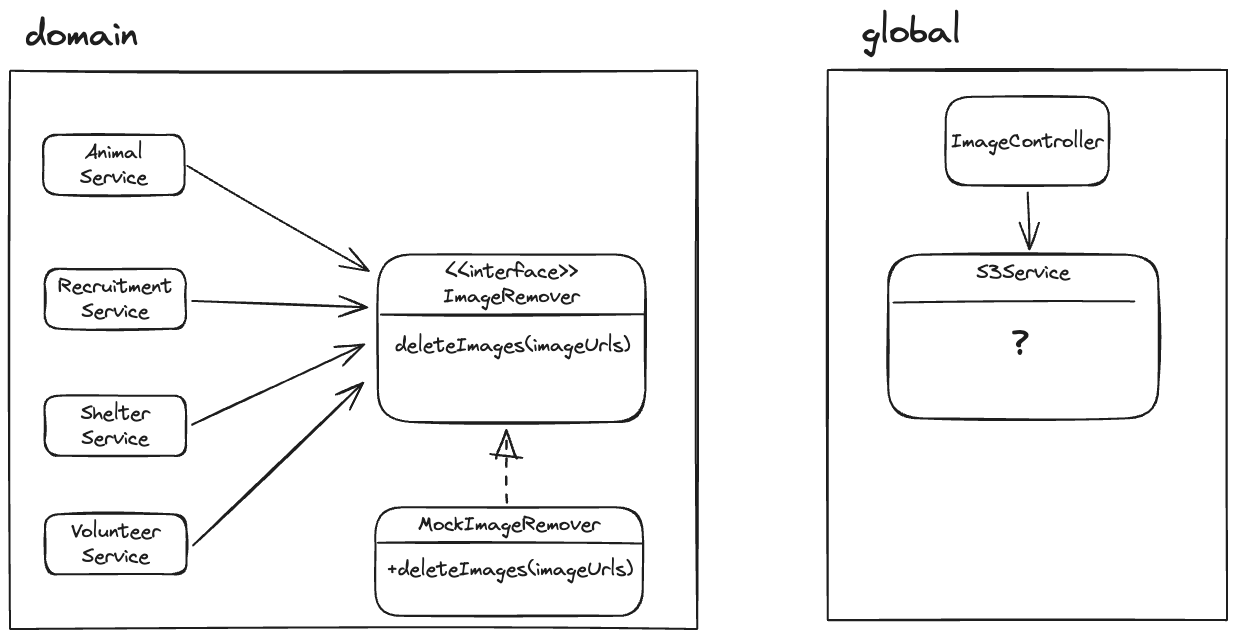 domain
Animal
Service
Recruitment
Service
Shelter
Service
Volunteer
Service
<<interface>>
ImageRemover
deleteImages(imageUrls)
MockImageRemover
+deleteImages(imageUrls)
global
ImageController
S3Service
?